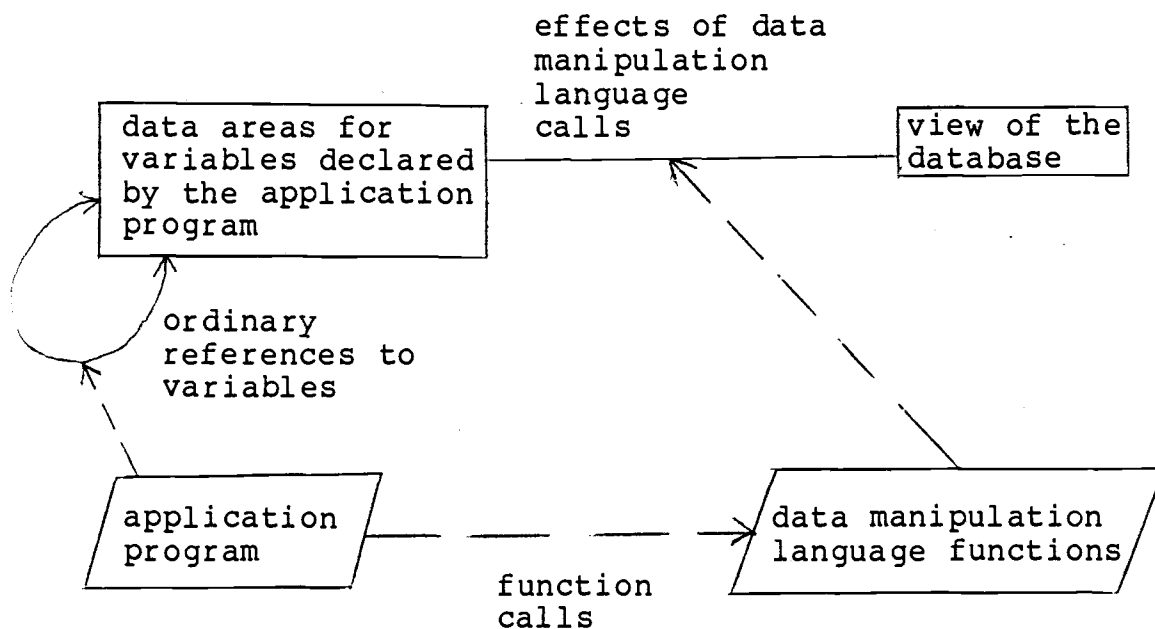 effects of data
manipulation
language
calls
data areas for
variables declared
by the application
program
view of the
database
ordinary
references to
variables
application
program
data manipulation
language functions
function
calls